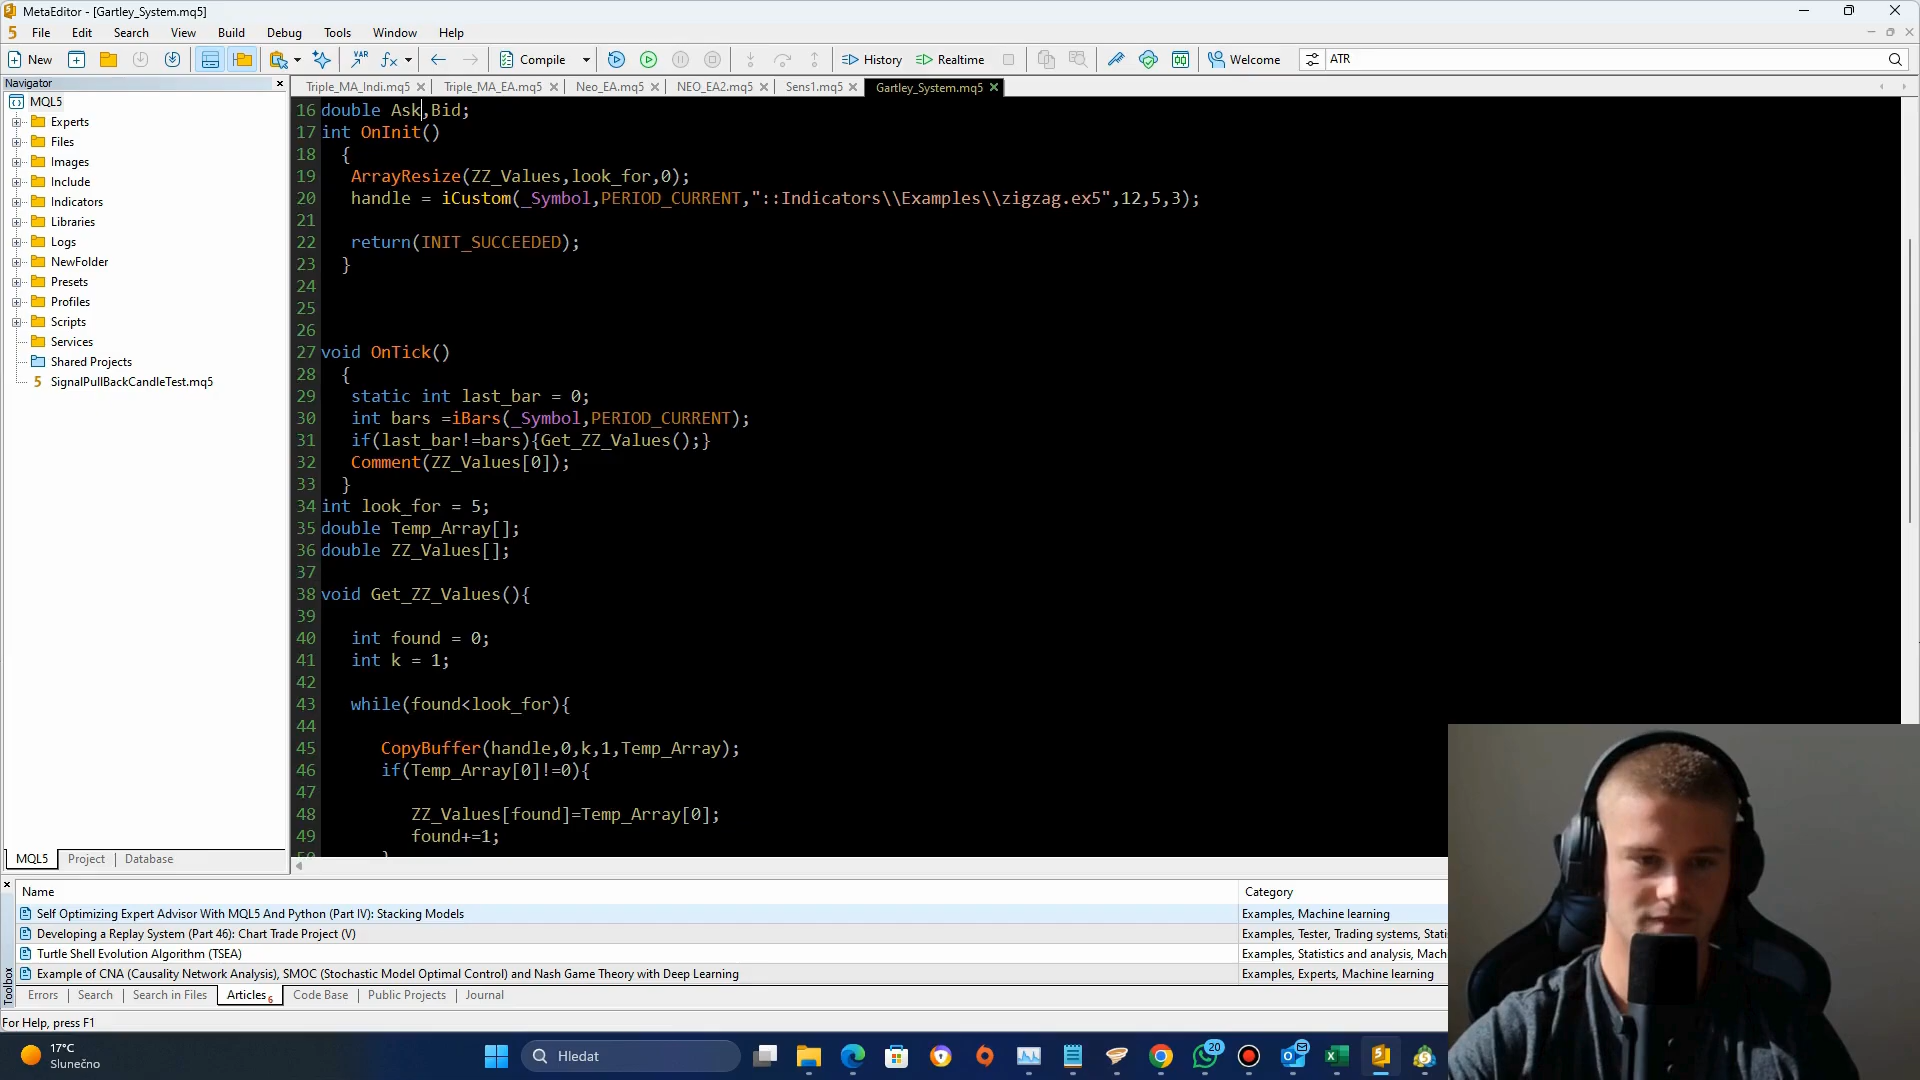 MetaEditor - [Gartley_System.mq5]
File Edit Search View Build Debug Tools Window Help
New Compile History Realtime Welcome ATR
Navigator
Triple_MA_Indi.mq5 Triple_MA_EA.mq5 Neo_EA.mq5 NEO_EA2.mq5 Sens1.mq5 Gartley_System.mq5
MQL5
Experts
Files
Images
Include
Indicators
Libraries
Logs
NewFolder
Presets
Profiles
Scripts
Services
Shared Projects
SignalPullBackCandleTest.mq5
MQL5 Project Database
16 double Ask,Bid;
17 int OnInit()
18 {
19 ArrayResize(ZZ_Values,look_for,0);
20 handle = iCustom(_Symbol,PERIOD_CURRENT,"::Indicators\\Examples\\zigzag.ex5",12,5,3);
21
22 return(INIT_SUCCEEDED);
23 }
24
25
26
27 void OnTick()
28 {
29 static int last_bar = 0;
30 int bars =iBars(_Symbol,PERIOD_CURRENT);
31 if(last_bar!=bars){Get_ZZ_Values();}
32 Comment(ZZ_Values[0]);
33 }
34 int look_for = 5;
35 double Temp_Array[];
36 double ZZ_Values[];
37
38 void Get_ZZ_Values(){
39
40 int found = 0;
41 int k = 1;
42
43 while(found<look_for){
44
45 CopyBuffer(handle,0,k,1,Temp_Array);
46 if(Temp_Array[0]!=0){
47
48 ZZ_Values[found]=Temp_Array[0];
49 found+=1;
Toolbox
Name Category
Self Optimizing Expert Advisor With MQL5 And Python (Part IV): Stacking Models Examples, Machine learning
Developing a Replay System (Part 46): Chart Trade Project (V) Examples, Tester, Trading systems,
Turtle Shell Evolution Algorithm (TSEA) Examples, Statistics and analysis,
Example of CNA (Causality Network Analysis), SMOC (Stochastic Model Optimal Control) and Nash Game Theory with Deep Learning Examples, Experts, Machine learning
Errors Search Search in Files Articles 6 Code Base Public Projects Journal
For Help, press F1
17°C
Slunečno
Hledat
20